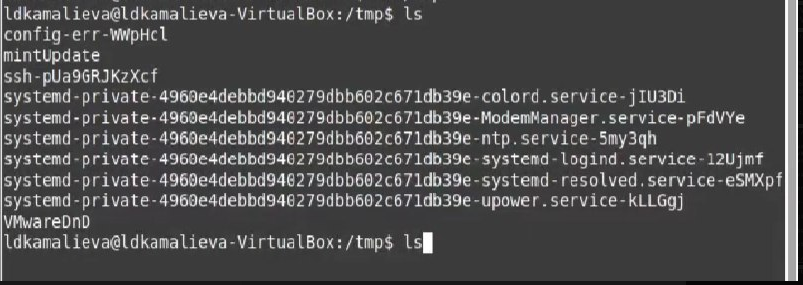 ldkamalieva@ldkamalieva-VirtualBox:/tmp$ ls
config-err-WWpHcl
mintUpdate
ssh-pUa9GRJKzXcf
systemd-private-4960e4debbd940279dbb602c671db39e-colord.service-jIU3Di
systemd-private-4960e4debbd940279dbb602c671db39e-ModemManager.service-pFdVYe
systemd-private-4960e4debbd940279dbb602c671db39e-ntp.service-5my3qh
systemd-private-4960e4debbd940279dbb602c671db39e-systemd-logind.service-12Ujmf
systemd-private-4960e4debbd940279dbb602c671db39e-systemd-resolved.service-eSMXpf
systemd-private-4960e4debbd940279dbb602c671db39e-upower.service-kLLGgj
VMwareDnD
ldkamalieva@ldkamalieva-VirtualBox:/tmp$ ls